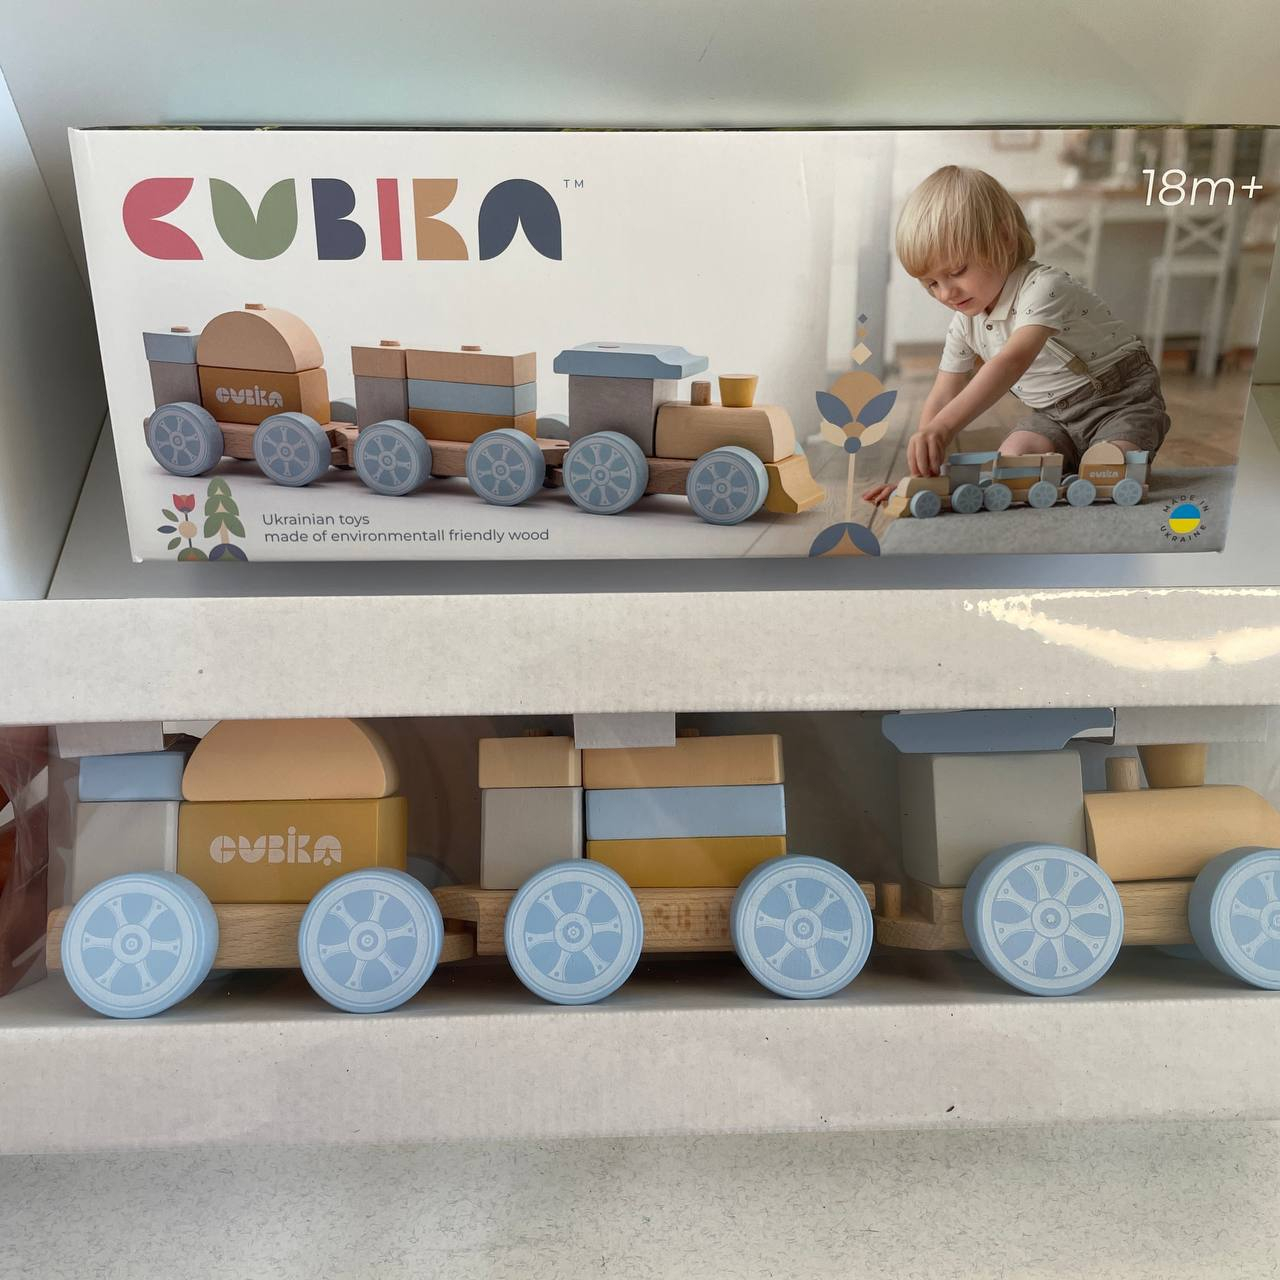 CUBIKA™
18m+
CUBIKA
CUBIKA
Ukrainian toys
made of environmentall friendly wood
MADE IN
UKRAINE
CUBIKA